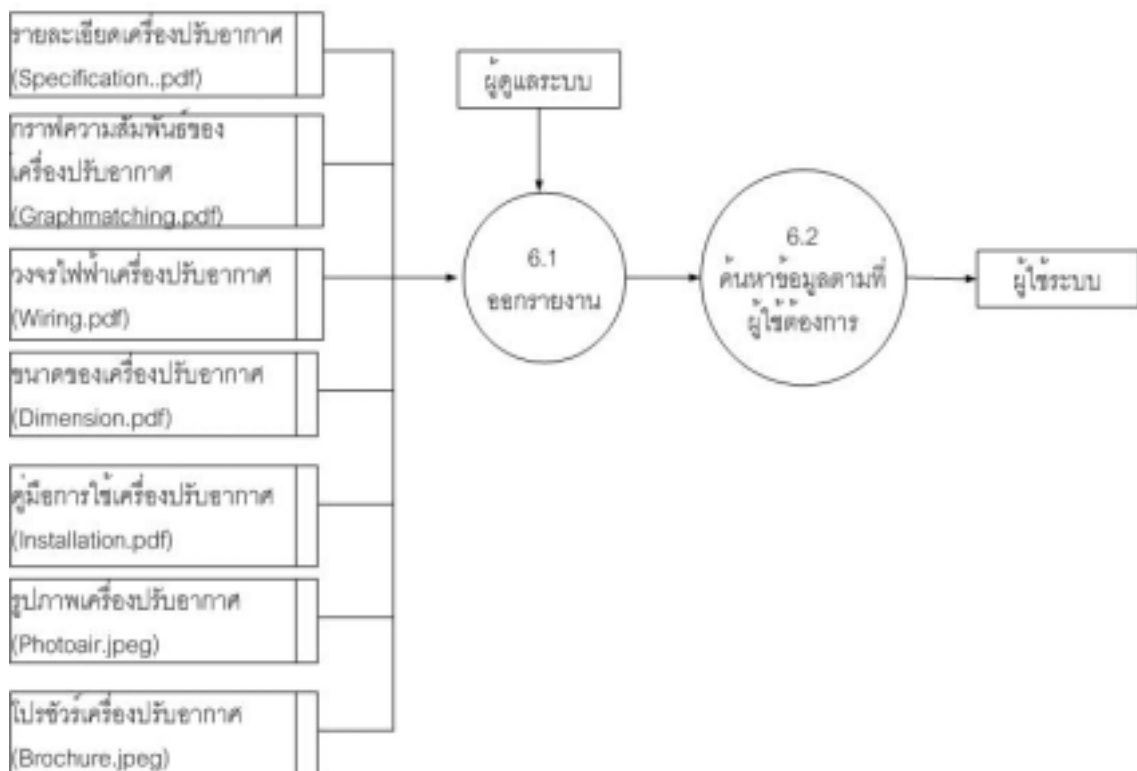 รายละเอียดเครื่องปรับอากาศ
(Specification..pdf)
กราฟความสัมพันธ์ของ
เครื่องปรับอากาศ
(Graphmatching.pdf)
วงจรไฟฟ้าเครื่องปรับอากาศ
(Wiring.pdf)
ขนาดของเครื่องปรับอากาศ
(Dimension.pdf)
คู่มือการใช้เครื่องปรับอากาศ
(Installation.pdf)
รูปภาพเครื่องปรับอากาศ
(Photoair.jpeg)
โปรชัวร์เครื่องปรับอากาศ
(Brochure.jpeg)
ผู้ดูแลระบบ
6.1
ออกรายงาน
6.2
ค้นหาข้อมูลตามที่
ผู้ใช้ต้องการ
ผู้ใช้ระบบ